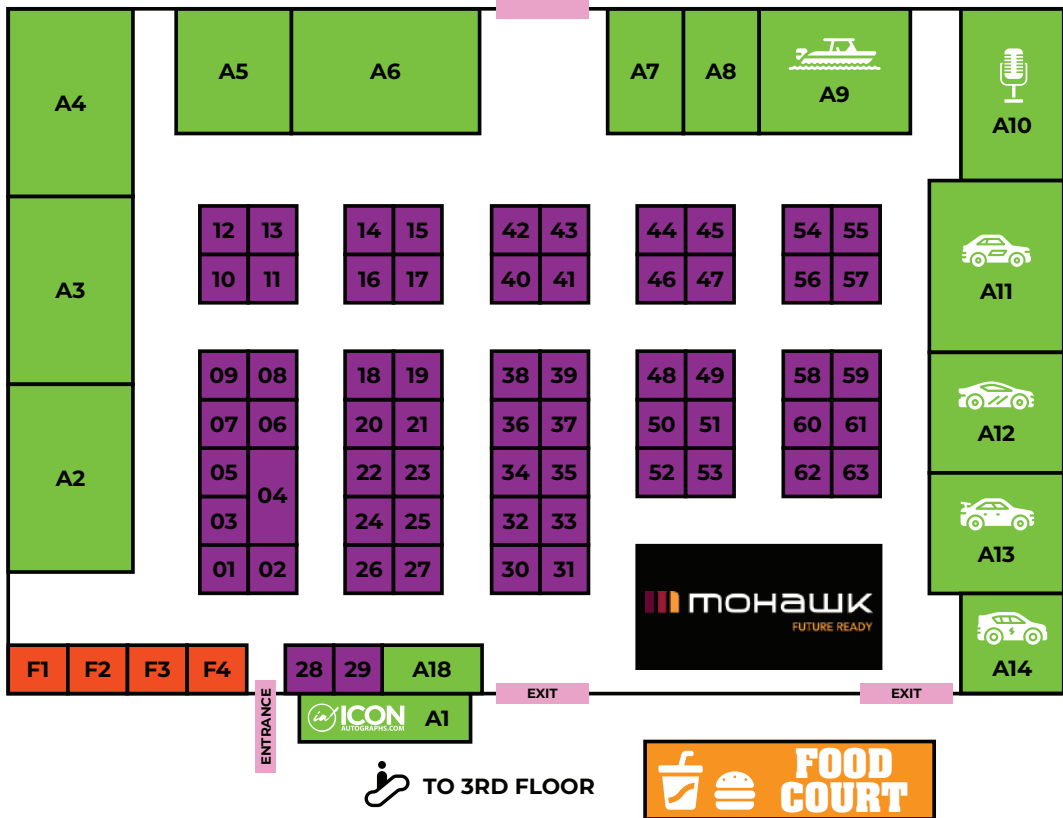 A4
A5
A6
A7
A8
A9
A10
12 13
14 15
42 43
44 45
54 55
10 11
16 17
40 41
46 47
56 57
A3
A11
09 08
18 19
38 39
48 49
58 59
07 06
20 21
36 37
50 51
60 61
A12
05
04
22 23
34 35
52 53
62 63
A2
03
24 25
32 33
01 02
26 27
30 31
A13
mOHaWK
FUTURE READY
F1 F2 F3 F4
28 29 A18
A14
ENTRANCE
EXIT
EXIT
ia ICON
AUTOGRAPHS.COM
A1
TO 3RD FLOOR
FOOD
COURT